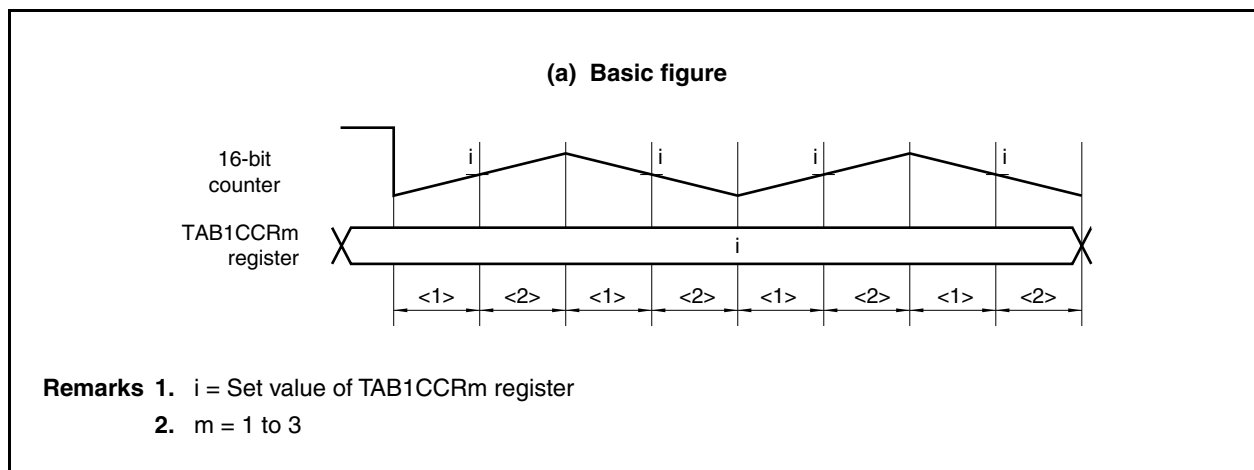 (a) Basic figure
16-bit
counter
i i i i
TAB1CCRm
register
i
<1> <2> <1> <2> <1> <2> <1> <2>
Remarks 1. i = Set value of TAB1CCRm register
2. m = 1 to 3